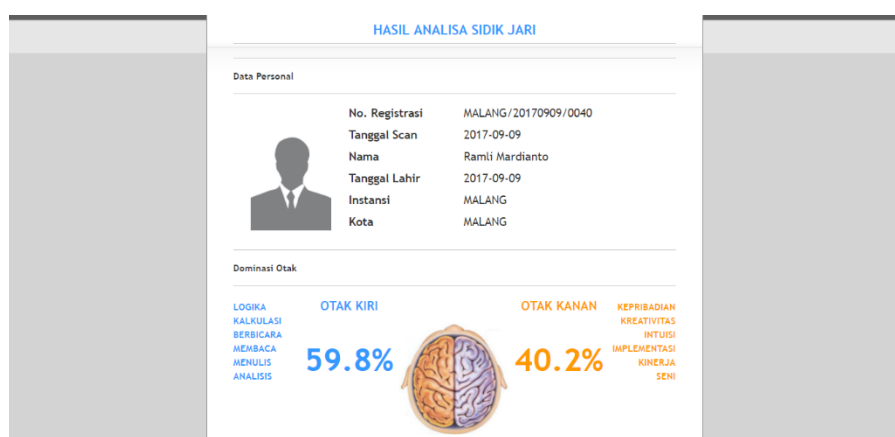 HASIL ANALISA SIDIK JARI
Data Personal
No. Registrasi MALANG/20170909/0040
Tanggal Scan 2017-09-09
Nama Ramli Mardianto
Tanggal Lahir 2017-09-09
Instansi MALANG
Kota MALANG
Dominasi Otak
LOGIKA
KALKULASI
BERBICARA
MEMBACA
MENULIS
ANALISIS
OTAK KIRI
59.8%
OTAK KANAN
40.2%
KEPRIBADIAN
KREATIVITAS
INTUISI
IMPLEMENTASI
KINERJA
SENI